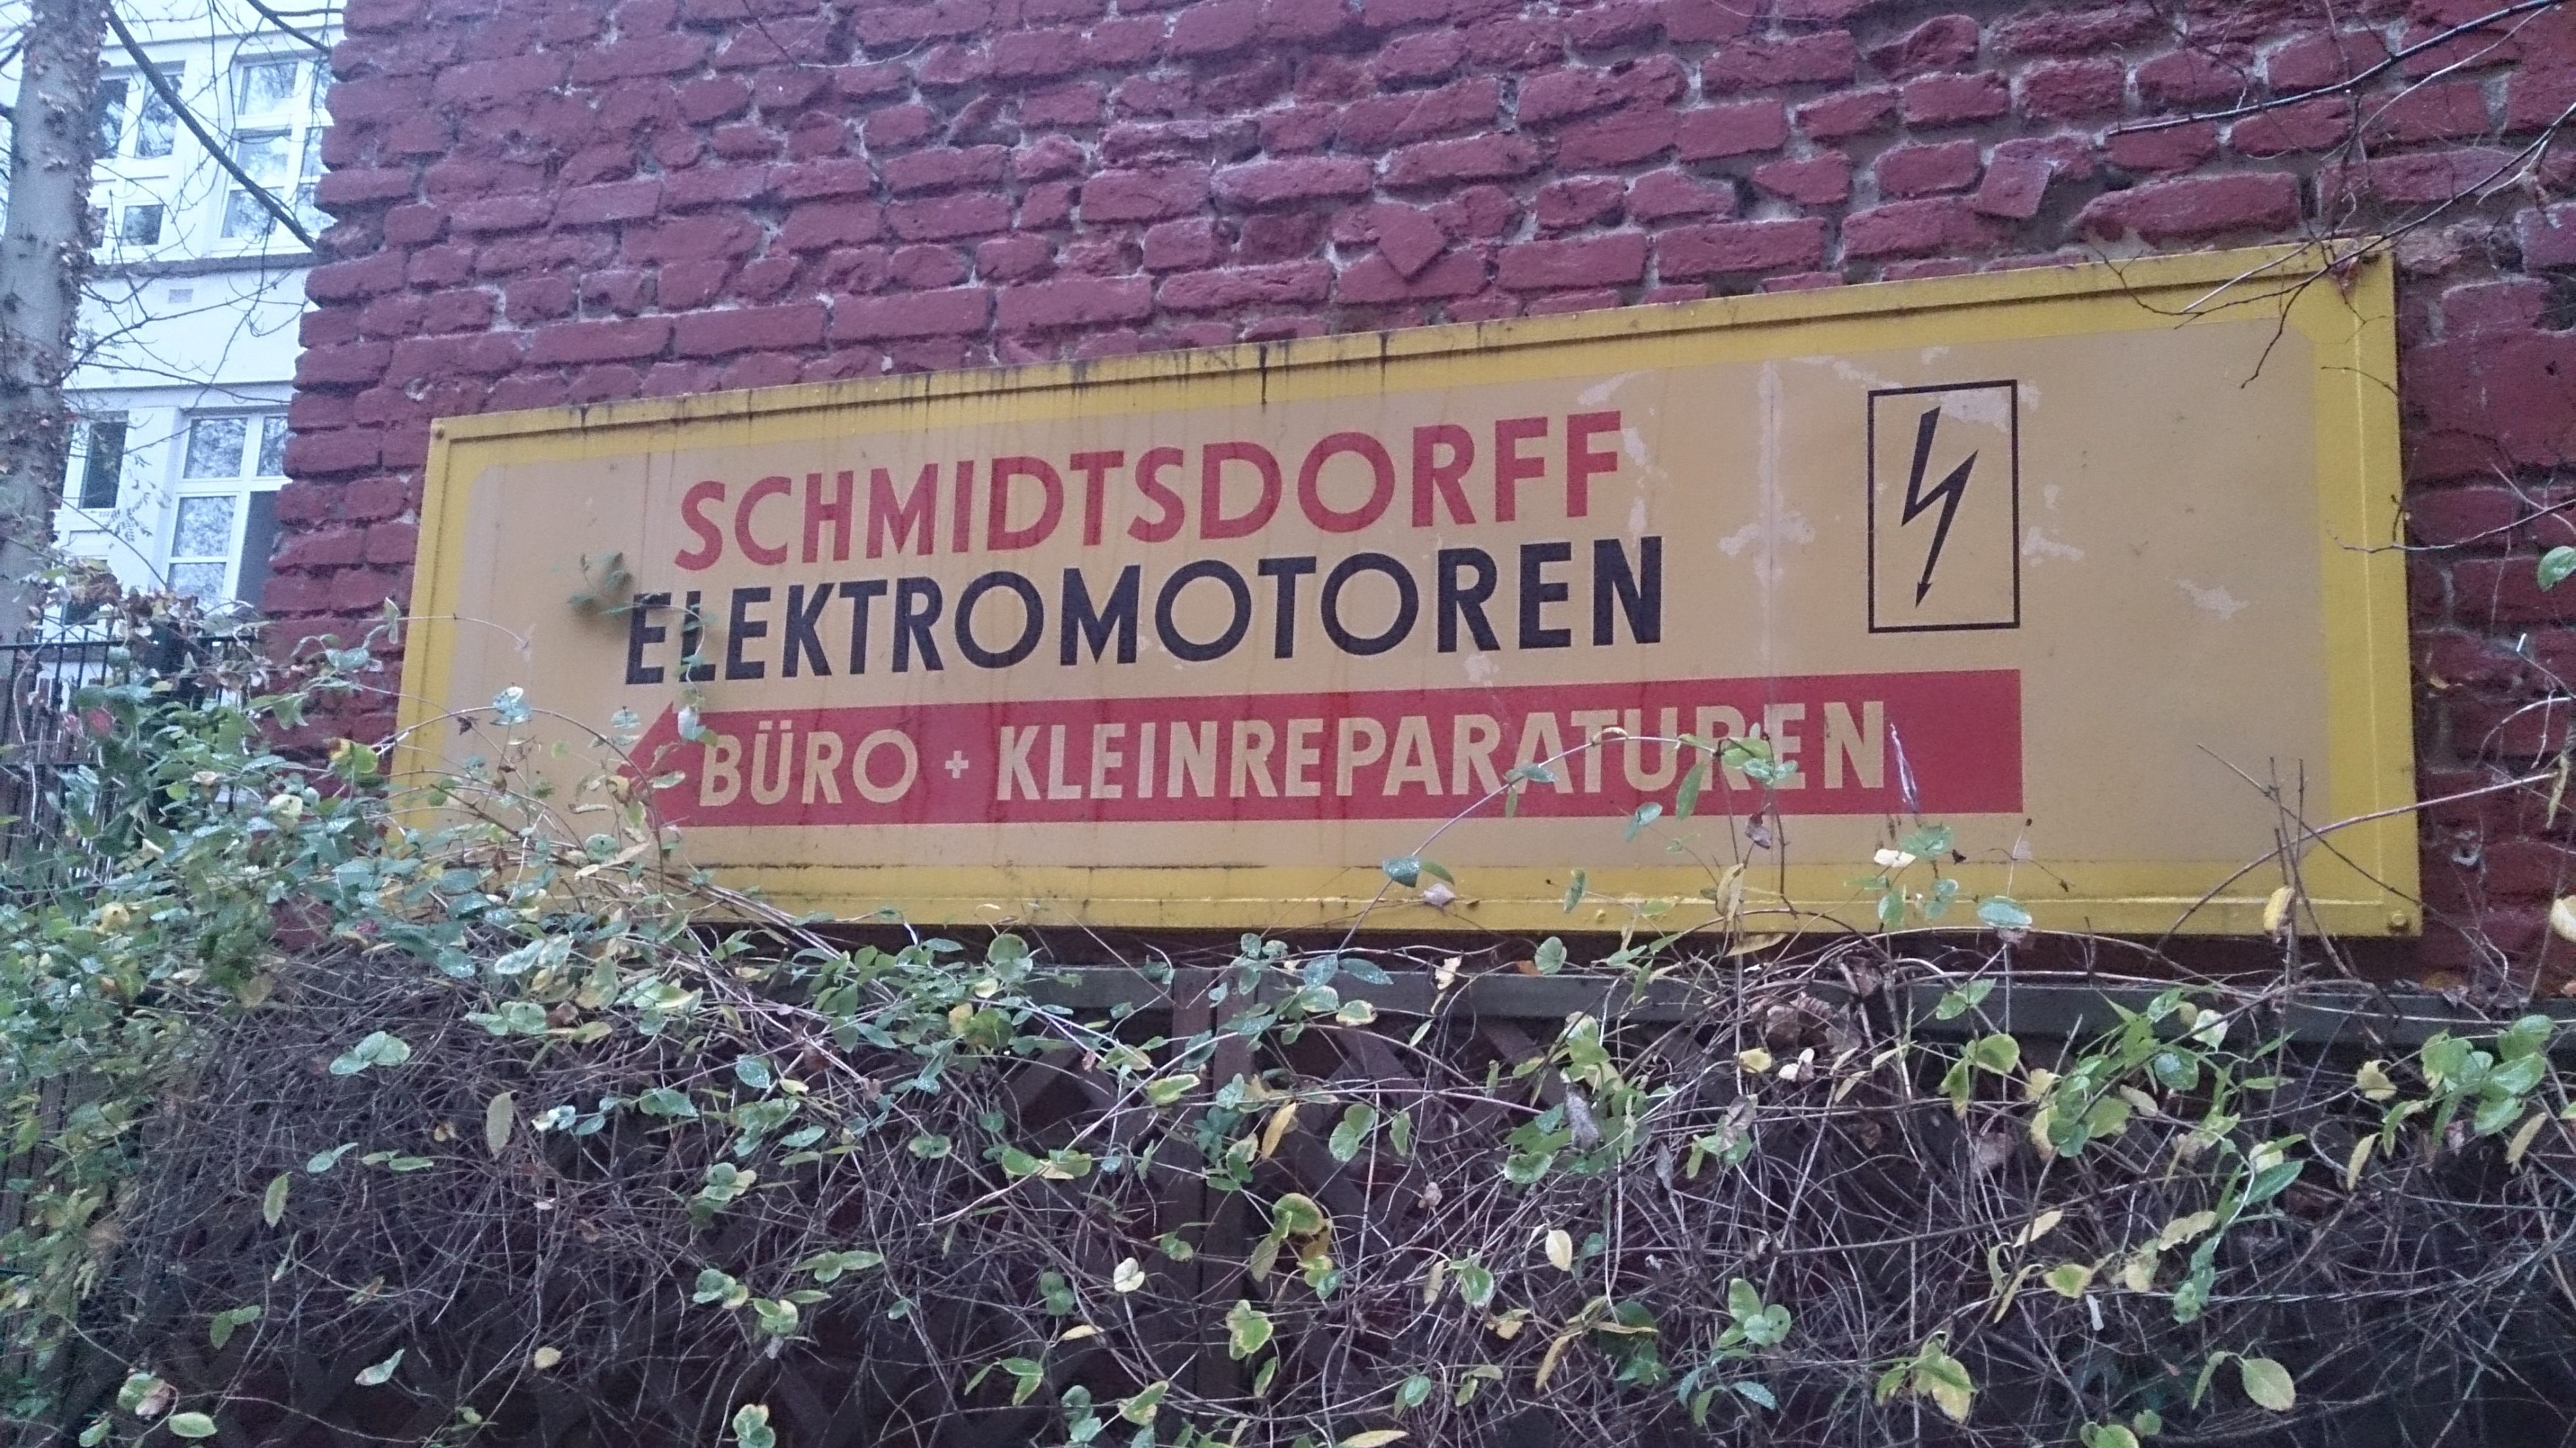 SCHMIDTSDORFF
ELEKTROMOTOREN
BÜRO + KLEINREPARATUREN